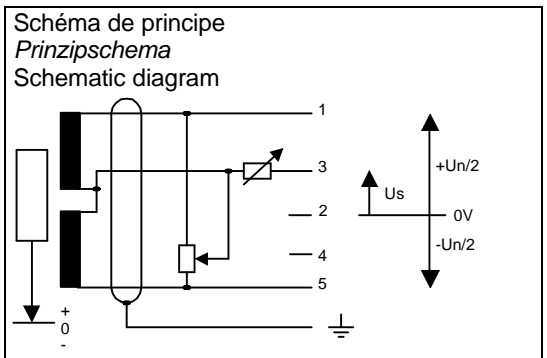 Schéma de principe
Prinzipschema
Schematic diagram
1
3
+Un/2
Us
2
0V
-Un/2
4
5
+
0
-